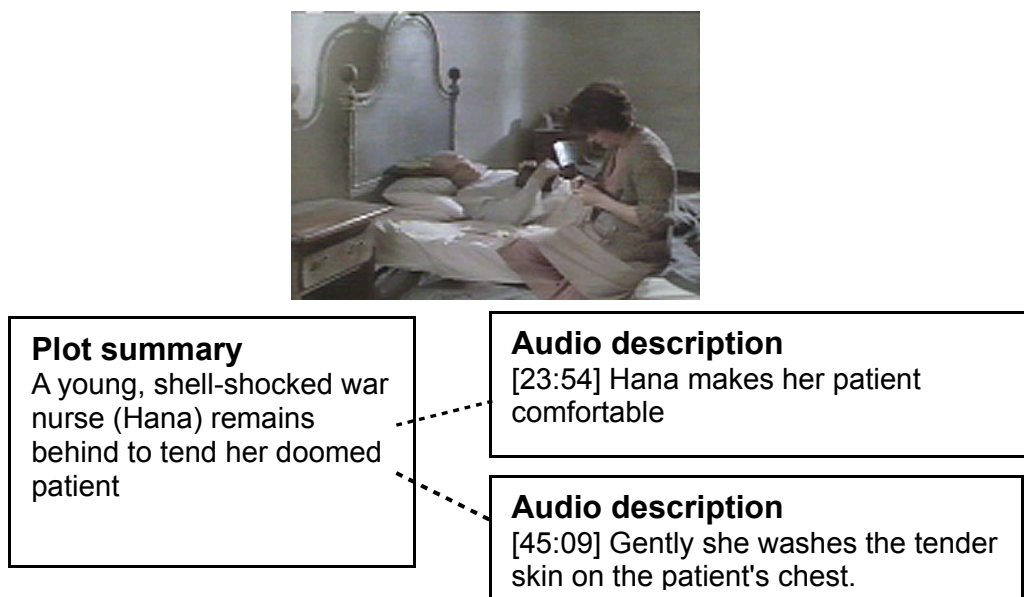 Plot summary
A young, shell-shocked war
nurse (Hana) remains
behind to tend her doomed
patient
Audio description
[23:54] Hana makes her patient
comfortable
Audio description
[45:09] Gently she washes the tender
skin on the patient's chest.